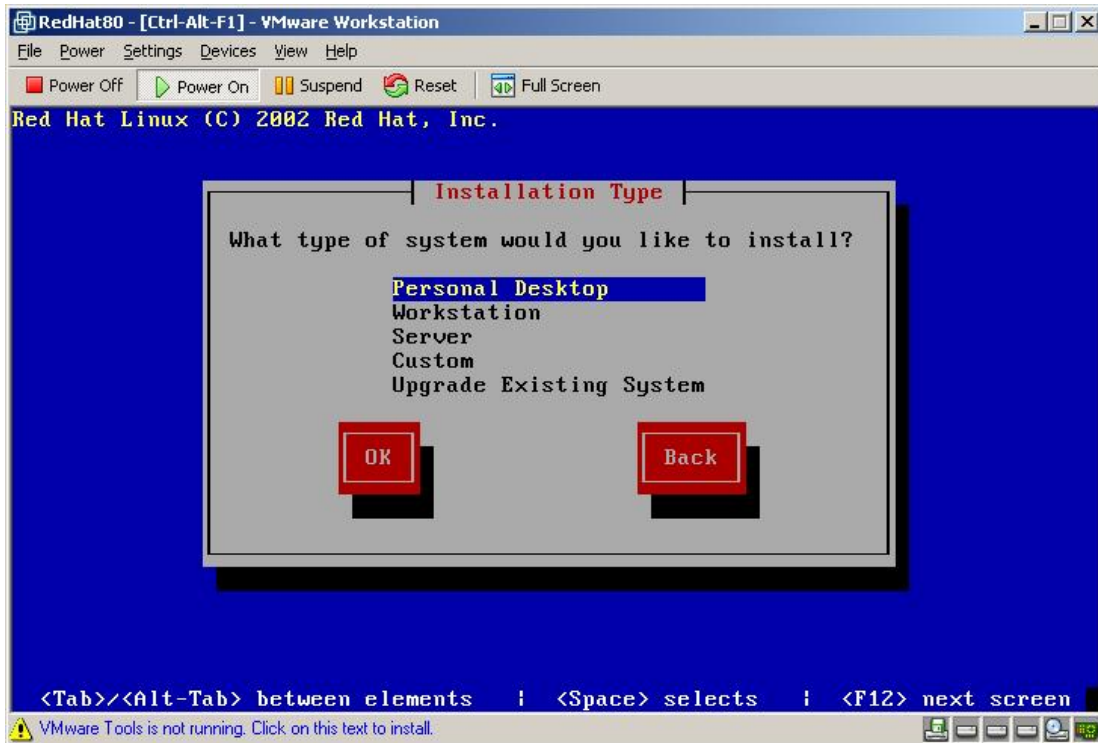 RedHat80 - [Ctrl-Alt-F1] - VMware Workstation
File Power Settings Devices View Help
Power Off Power On Suspend Reset Full Screen
Red Hat Linux (C) 2002 Red Hat, Inc.
Installation Type
What type of system would you like to install?
Personal Desktop
Workstation
Server
Custom
Upgrade Existing System
OK Back
<Tab>/<Alt-Tab> between elements | <Space> selects | <F12> next screen
VMware Tools is not running. Click on this text to install.